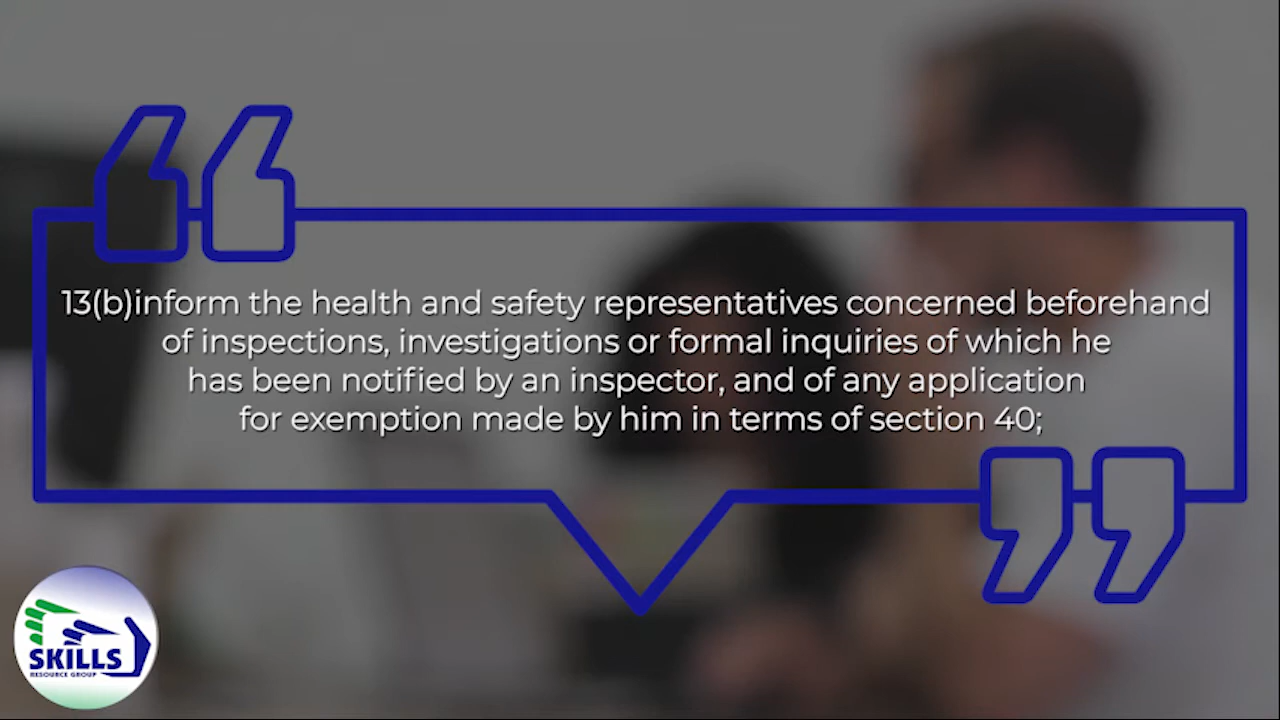 13(b)inform the health and safety representatives concerned beforehand
of inspections, investigations or formal inquiries of which he
has been notified by an inspector, and of any application
for exemption made by him in terms of section 40;
SKILLS
RESOURCE GROUP